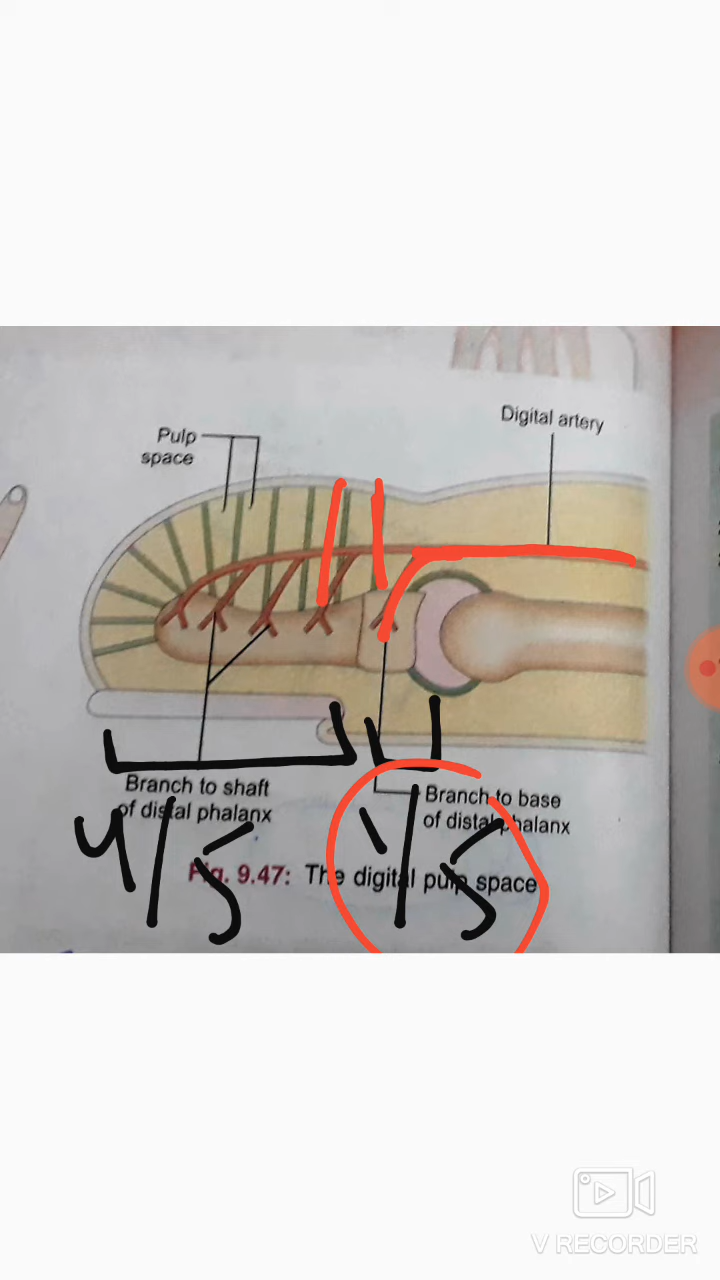 Digital artery
Pulp
space
Branch to shaft
of distal phalanx
Branch to base
of distal phalanx
4/5
1/5
Fig. 9.47: The digital pulp space
V RECORDER